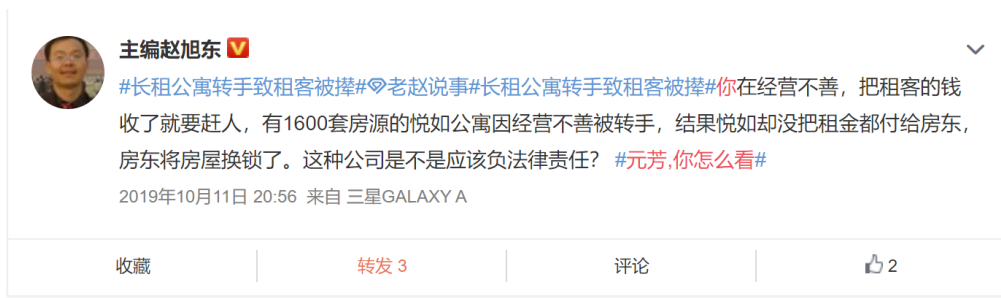 主编赵旭东
#长租公寓转手致租客被撵#老赵说事#长租公寓转手致租客被撵#你在经营不善，把租客的钱
收了就要赶人，有1600套房源的悦如公寓因经营不善被转手，结果悦如却没把租金都付给房东，
房东将房屋换锁了。这种公司是不是应该负法律责任？ #元芳,你怎么看#
2019年10月11日 20:56 来自 三星GALAXY A
收藏 转发 3 评论 2